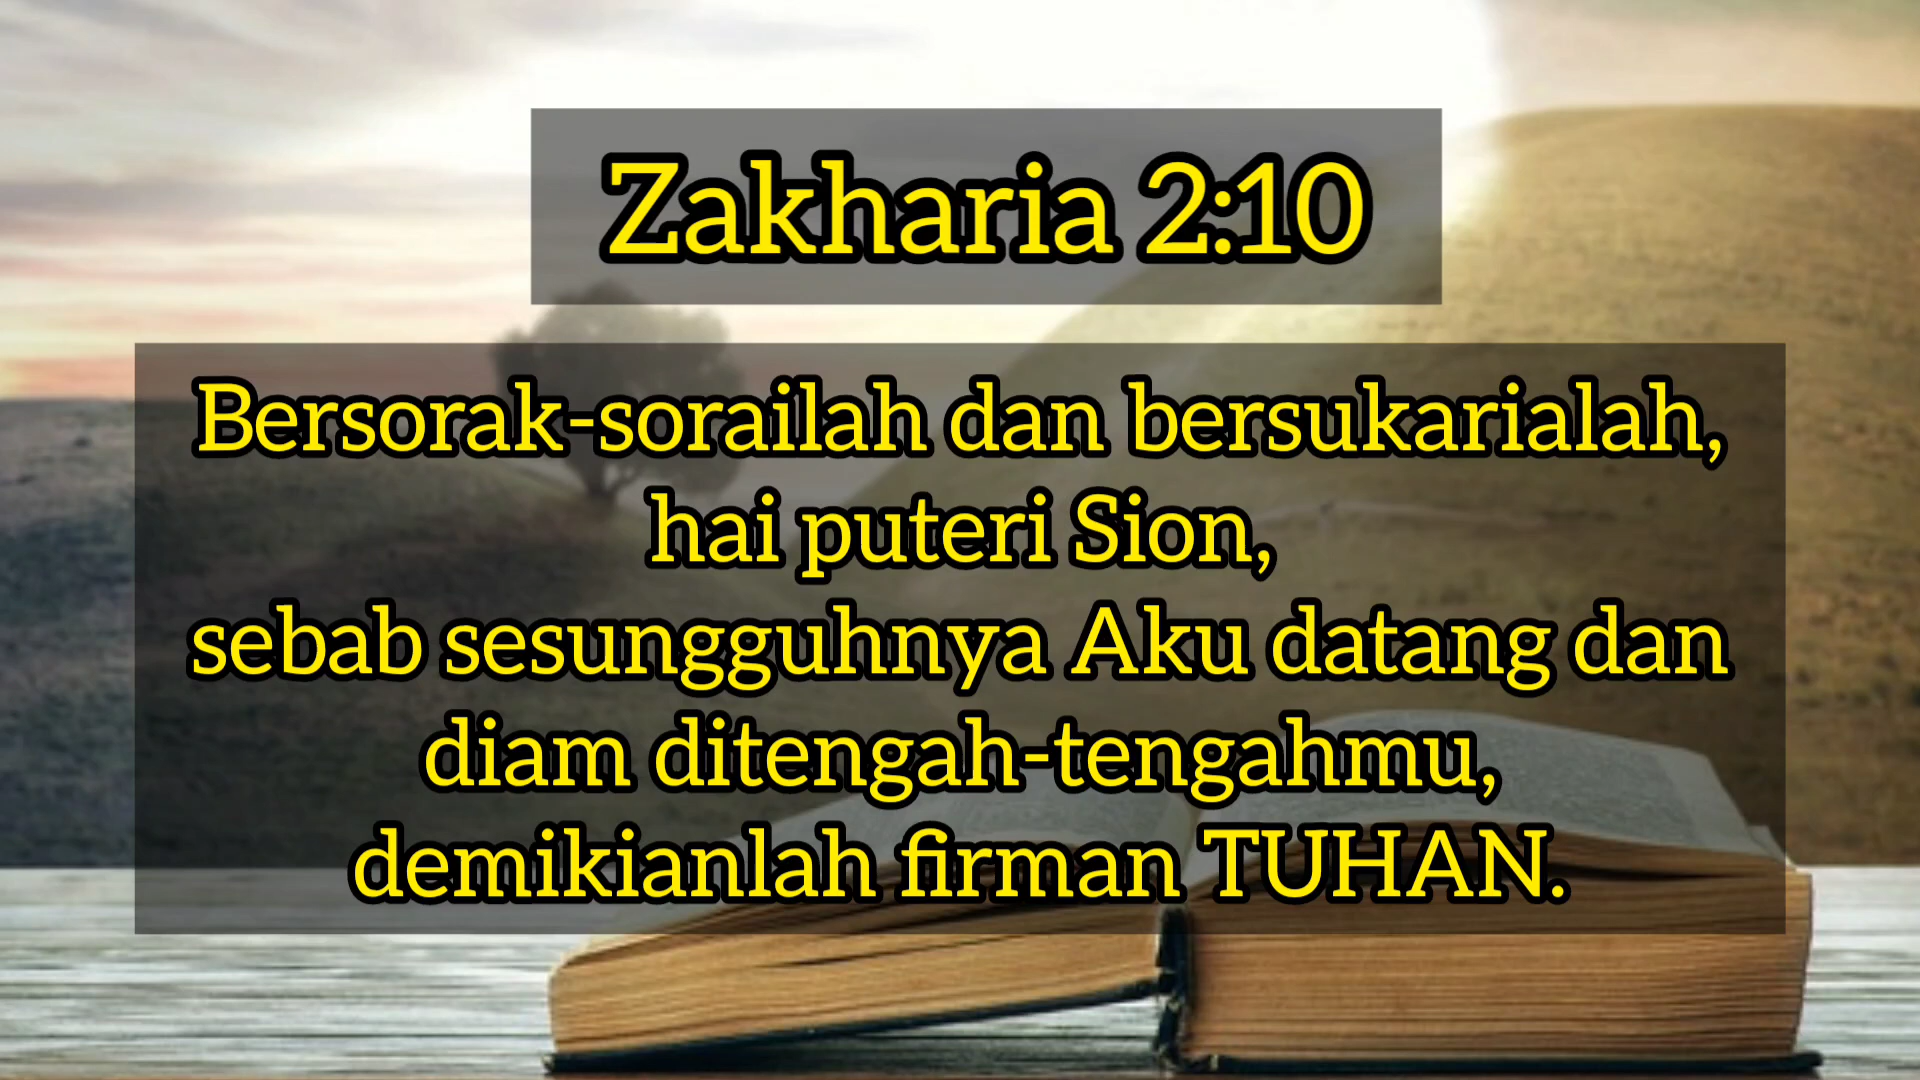 Zakharia 2:10
Bersorak-sorailah dan bersukarialah,
hai puteri Sion,
sebab sesungguhnya Aku datang dan
diam ditengah-tengahmu,
demikianlah firman TUHAN.